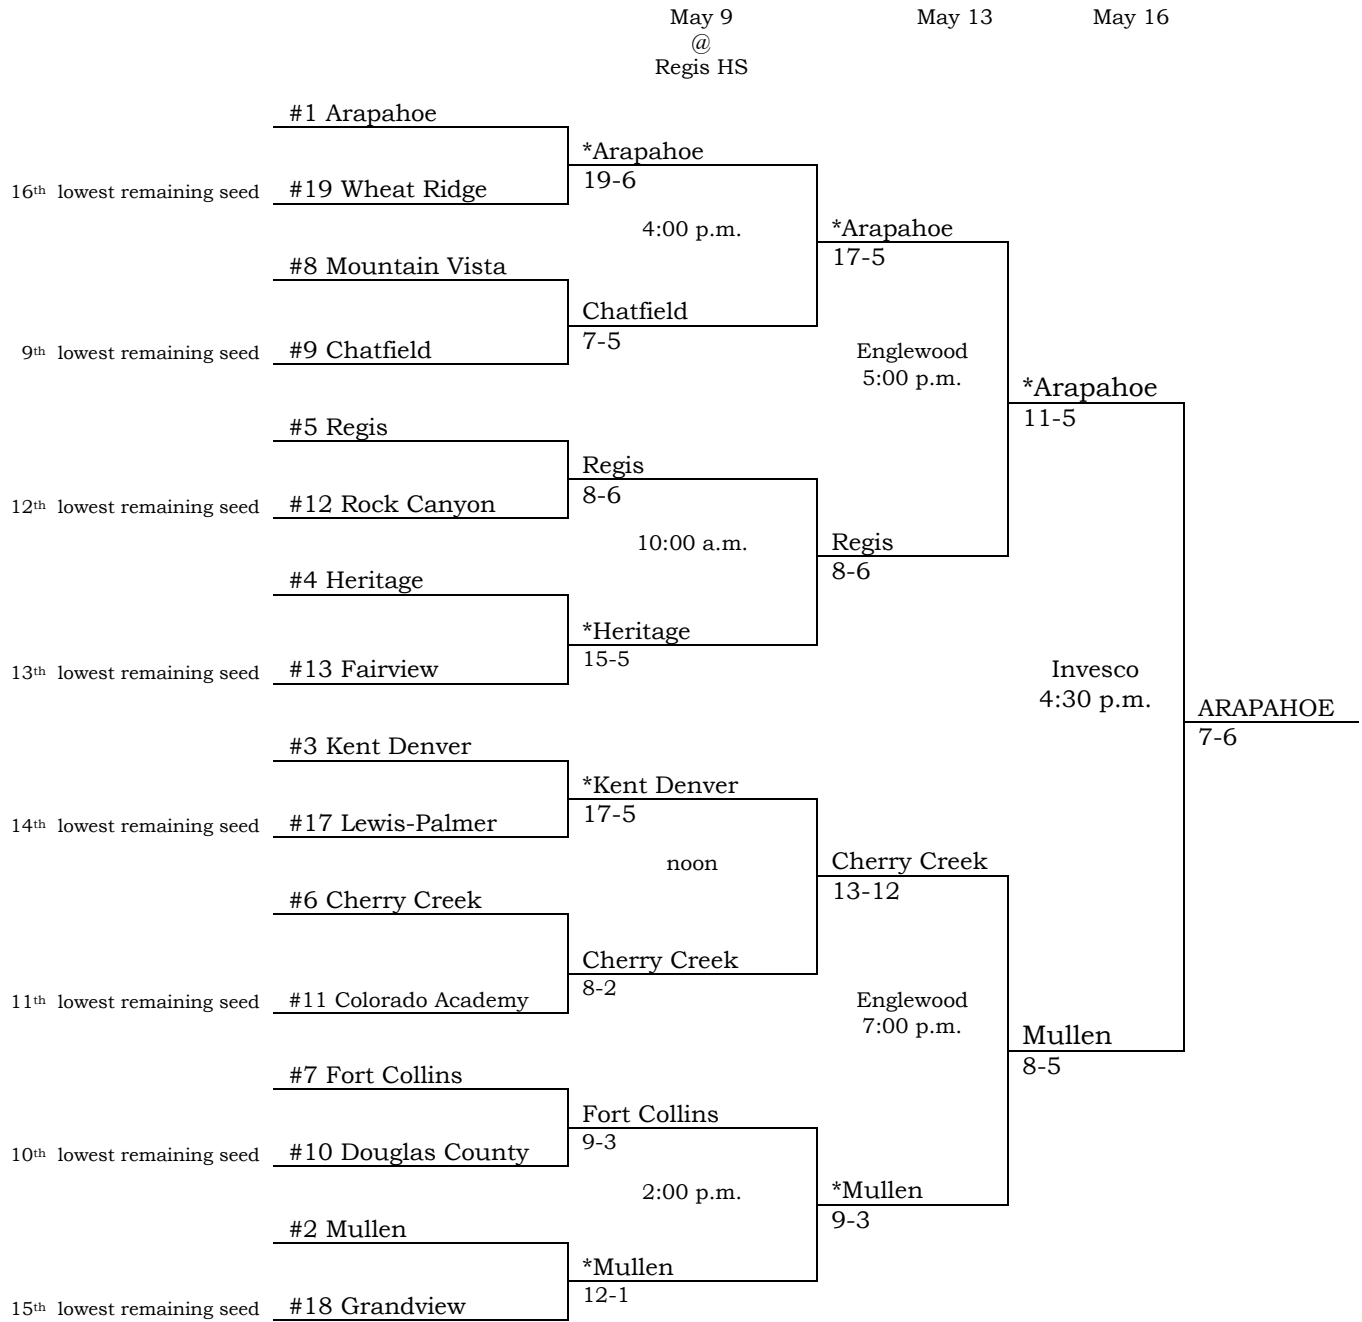 May 9
@
Regis HS
May 13
May 16
#1 Arapahoe
*Arapahoe
19-6
16th lowest remaining seed
#19 Wheat Ridge
4:00 p.m.
*Arapahoe
17-5
#8 Mountain Vista
Chatfield
7-5
9th lowest remaining seed
#9 Chatfield
Englewood
5:00 p.m.
*Arapahoe
11-5
#5 Regis
Regis
8-6
12th lowest remaining seed
#12 Rock Canyon
10:00 a.m.
Regis
8-6
#4 Heritage
*Heritage
15-5
13th lowest remaining seed
#13 Fairview
Invesco
4:30 p.m.
ARAPAHOE
7-6
#3 Kent Denver
*Kent Denver
17-5
14th lowest remaining seed
#17 Lewis-Palmer
noon
Cherry Creek
13-12
#6 Cherry Creek
Cherry Creek
8-2
11th lowest remaining seed
#11 Colorado Academy
Englewood
7:00 p.m.
Mullen
8-5
#7 Fort Collins
Fort Collins
9-3
10th lowest remaining seed
#10 Douglas County
2:00 p.m.
*Mullen
9-3
#2 Mullen
*Mullen
12-1
15th lowest remaining seed
#18 Grandview